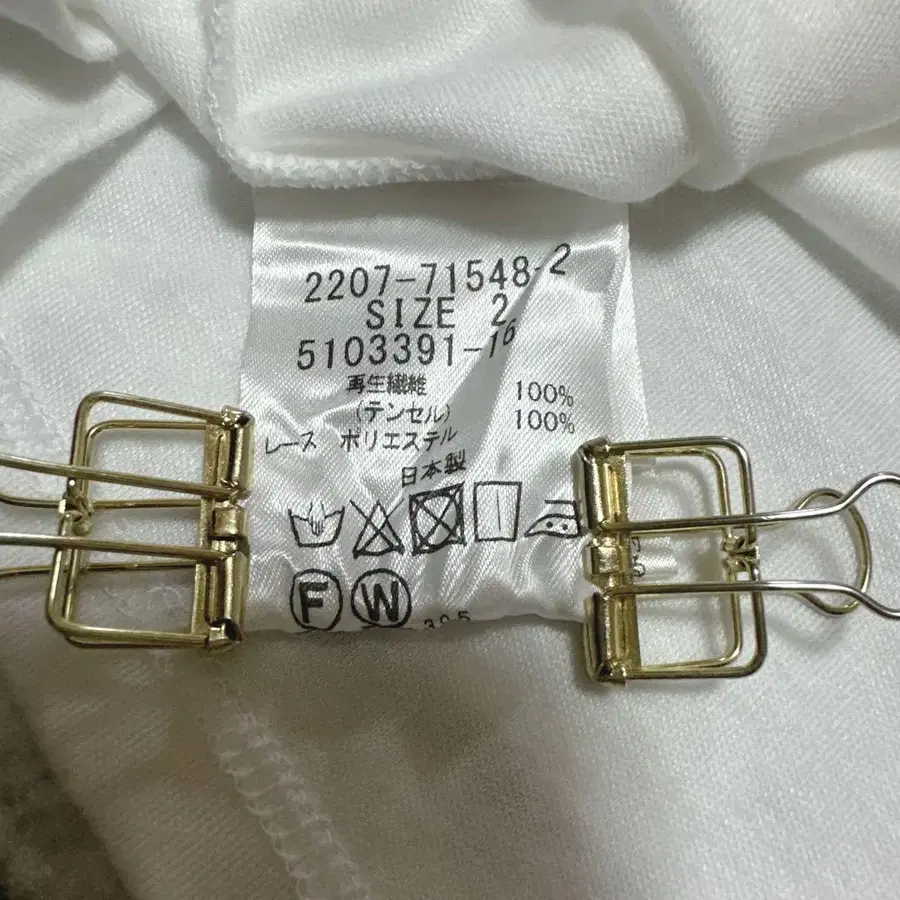 2207-71548-2
SIZE 2
5103391-16
再生繊維 100%
(テンセル) 100%
レース ポリエステル
日本製
F W
305